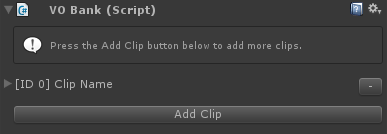 VO Bank (Script)
Press the Add Clip button below to add more clips.
[ID 0] Clip Name
-
Add Clip